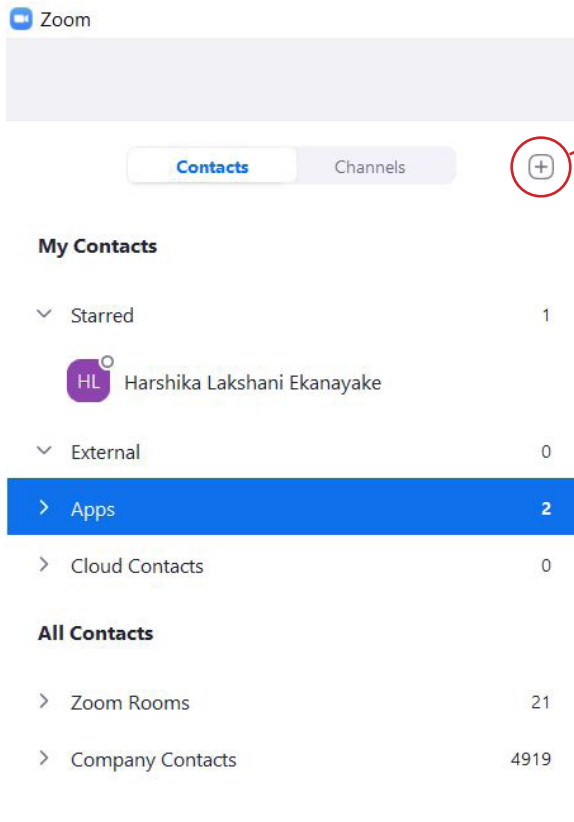 Zoom
Contacts Channels
My Contacts
Starred 1
HL Harshika Lakshani Ekanayake
External 0
Apps 2
Cloud Contacts 0
All Contacts
Zoom Rooms 21
Company Contacts 4919